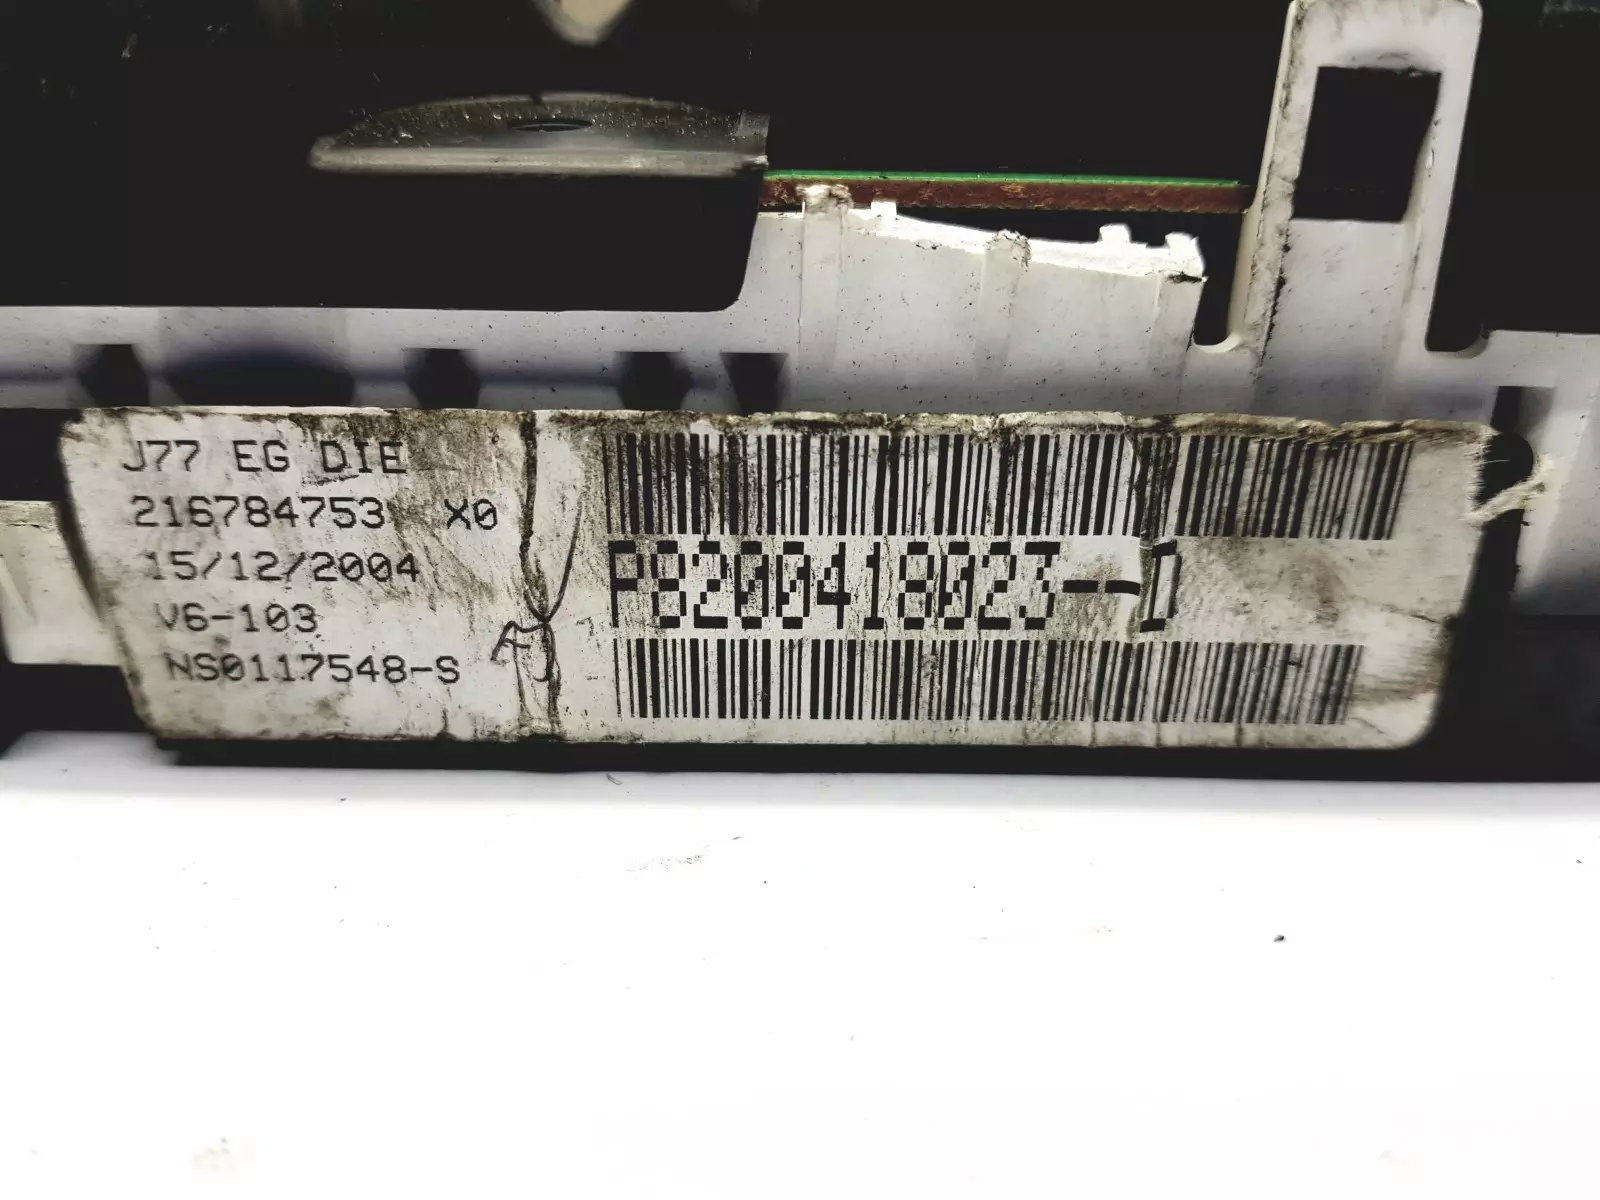 J77 EG DIE
216784753 X0
15/12/2004
V6-103
NS0117548-S
P8200418023--D